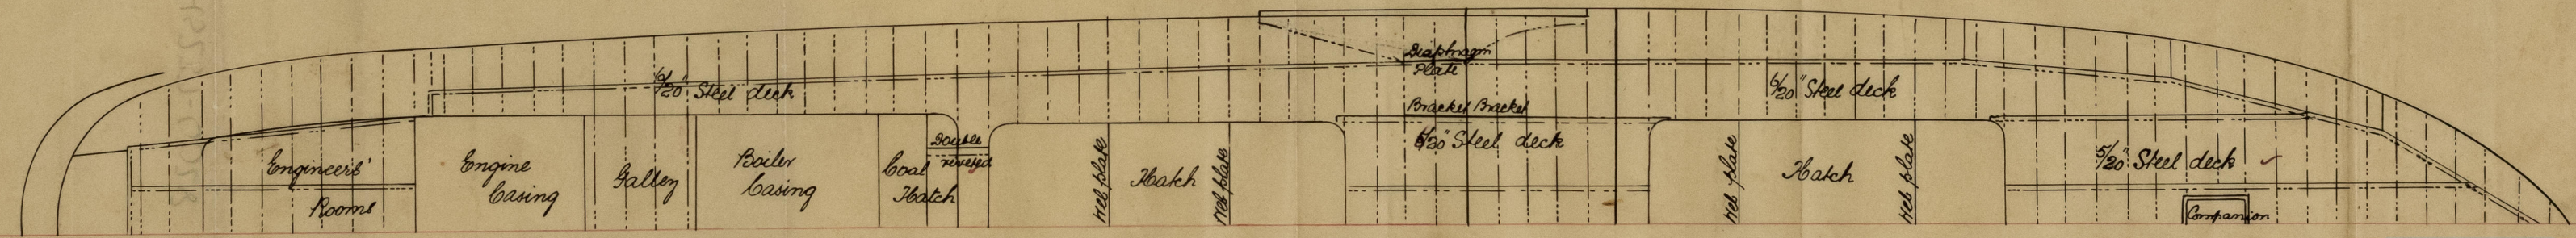 6/20" Steel deck
Engineers'
Rooms
Engine
Casing
Galley
Boiler
Casing
Coal
Hatch
Double
revered
Web plate
Hatch
Web plate
Diaphragm
Plate
Bracket Bracket
6/20" Steel deck
6/20" Steel deck
Web plate
Hatch
Web plate
5/20" Steel deck ✓
Companion